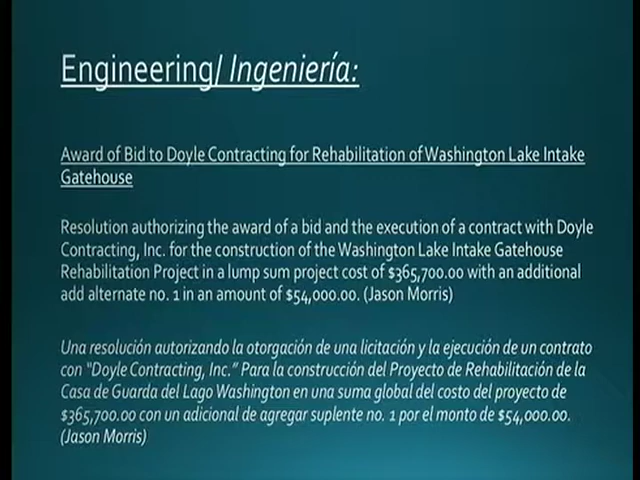 Engineering/ Ingeniería:
Award of Bid to Doyle Contracting for Rehabilitation of Washington Lake Intake
Gatehouse
Resolution authorizing the award of a bid and the execution of a contract with Doyle
Contracting, Inc. for the construction of the Washington Lake Intake Gatehouse
Rehabilitation Project in a lump sum project cost of $365,700.00 with an additional
add alternate no. 1 in an amount of $54,000.00. (Jason Morris)
Una resolución autorizando la otorgación de una licitación y la ejecución de un contrato
con “Doyle Contracting, Inc.” Para la construcción del Proyecto de Rehabilitación de la
Casa de Guarda del Lago Washington en una suma global del costo del proyecto de
$365,700.00 con un adicional de agregar suplente no. 1 por el monto de $54,000.00.
(Jason Morris)